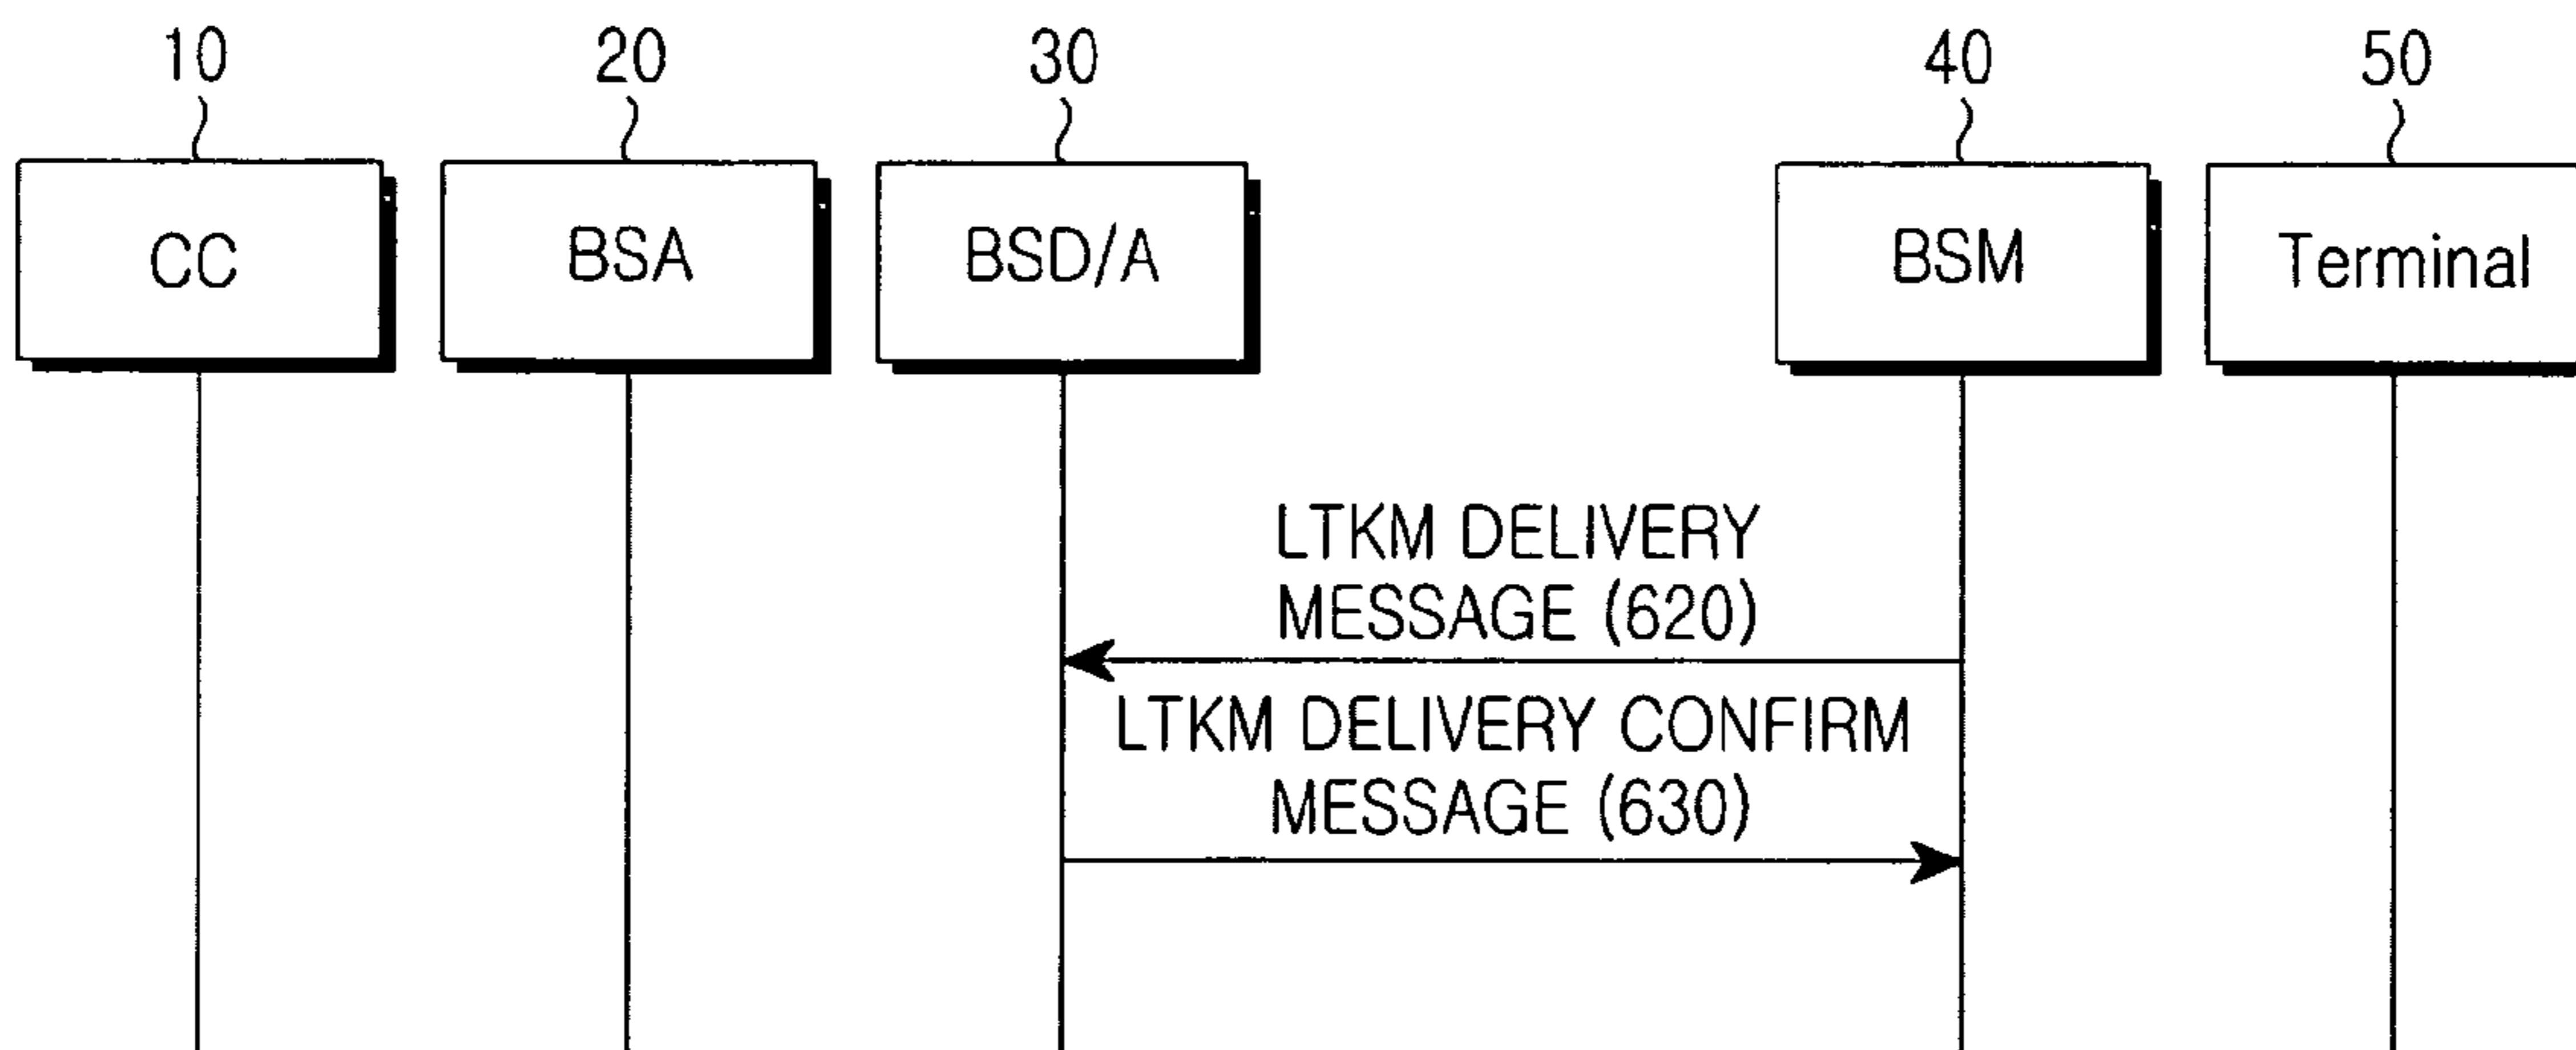 10
20
30
40
50
CC
BSA
BSD/A
BSM
Terminal
LTKM DELIVERY
MESSAGE (620)
LTKM DELIVERY CONFIRM
MESSAGE (630)